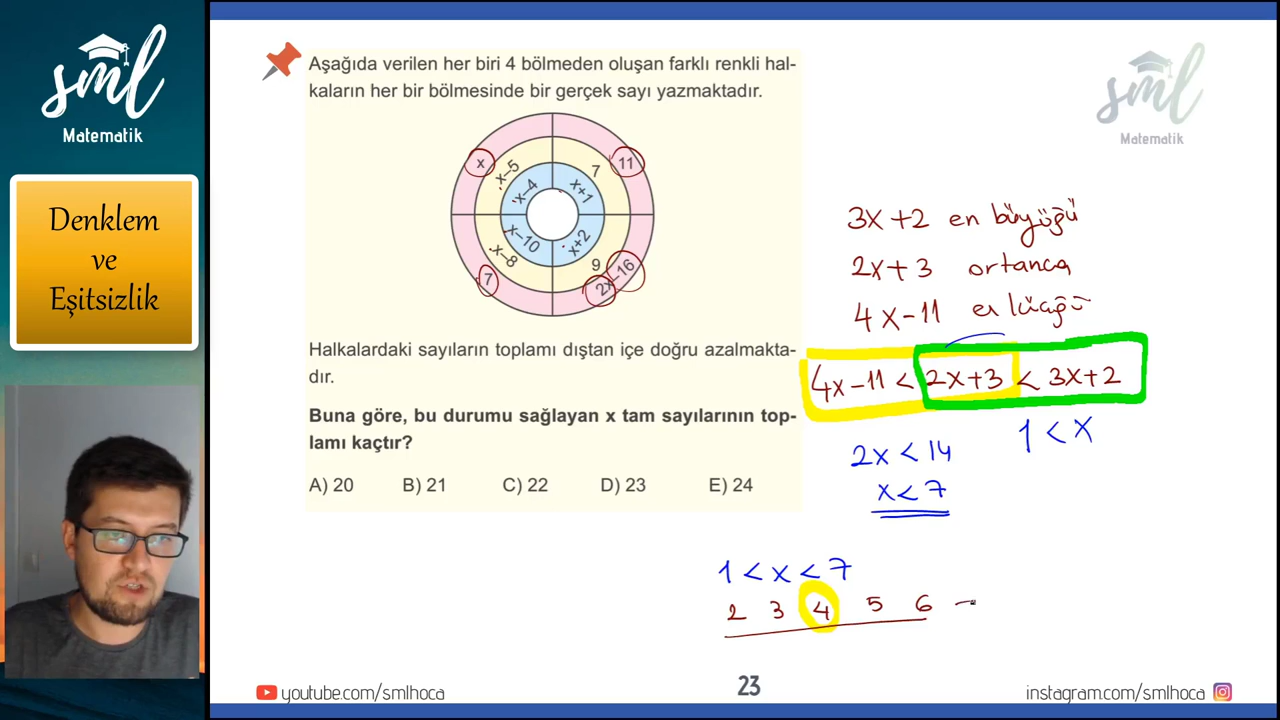 sml
Matematik
Denklem
ve
Eşitsizlik
Aşağıda verilen her biri 4 bölmeden oluşan farklı renkli hal-
kaların her bir bölmesinde bir gerçek sayı yazmaktadır.
x
11
x–5
7
x–4
x+1
x–10
x+2
x–8
9
7
2x–16
Halkalardaki sayıların toplamı dıştan içe doğru azalmakta-
dır.
Buna göre, bu durumu sağlayan x tam sayılarının top-
lamı kaçtır?
A) 20 B) 21 C) 22 D) 23 E) 24
sml
Matematik
3x+2 en büyüğü
2x+3 ortanca
4x-11 en küçüğü
4x-11 < 2x+3 < 3x+2
2x < 14
1 < x
x < 7
1 < x < 7
2 3 4 5 6
youtube.com/smlhoca
23
instagram.com/smlhoca